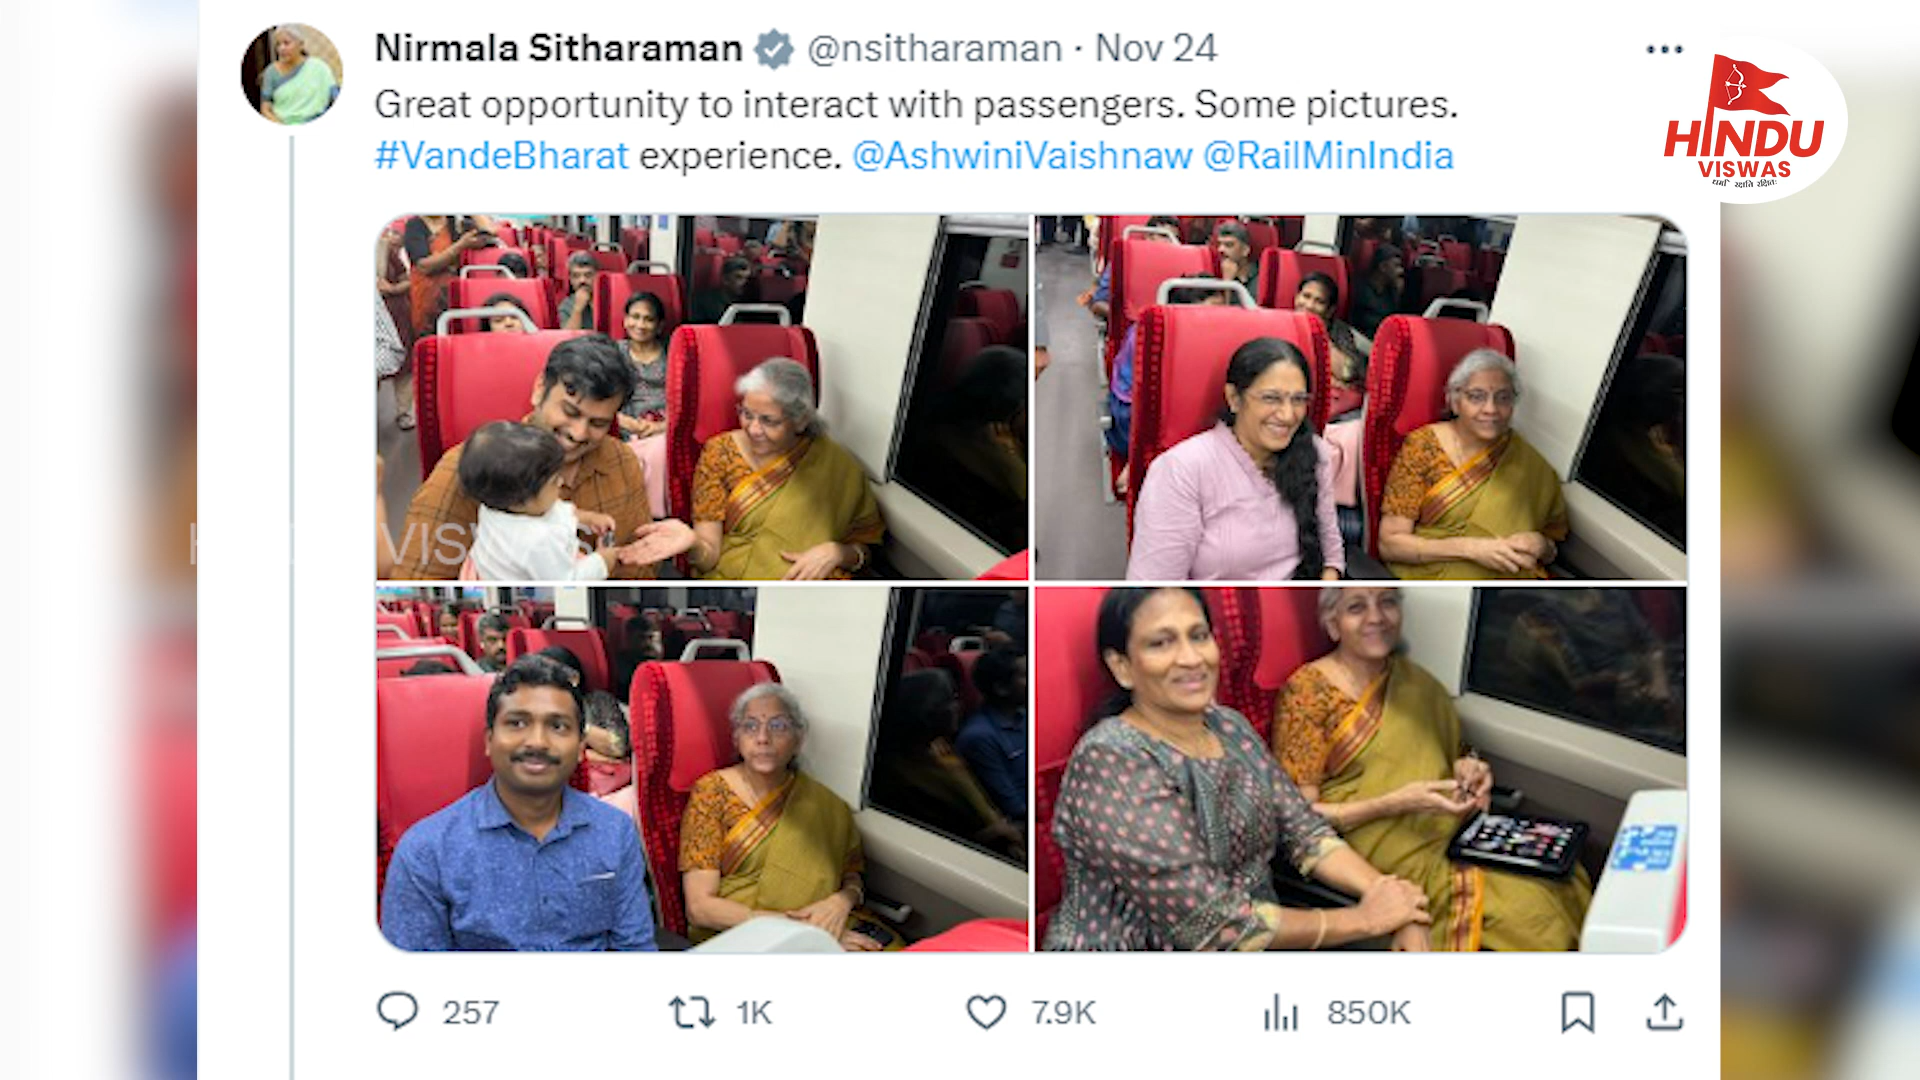 Nirmala Sitharaman @nsitharaman · Nov 24
Great opportunity to interact with passengers. Some pictures.
#VandeBharat experience. @AshwiniVaishnaw @RailMinIndia
HINDU
VISWAS
257 1K 7.9K 850K